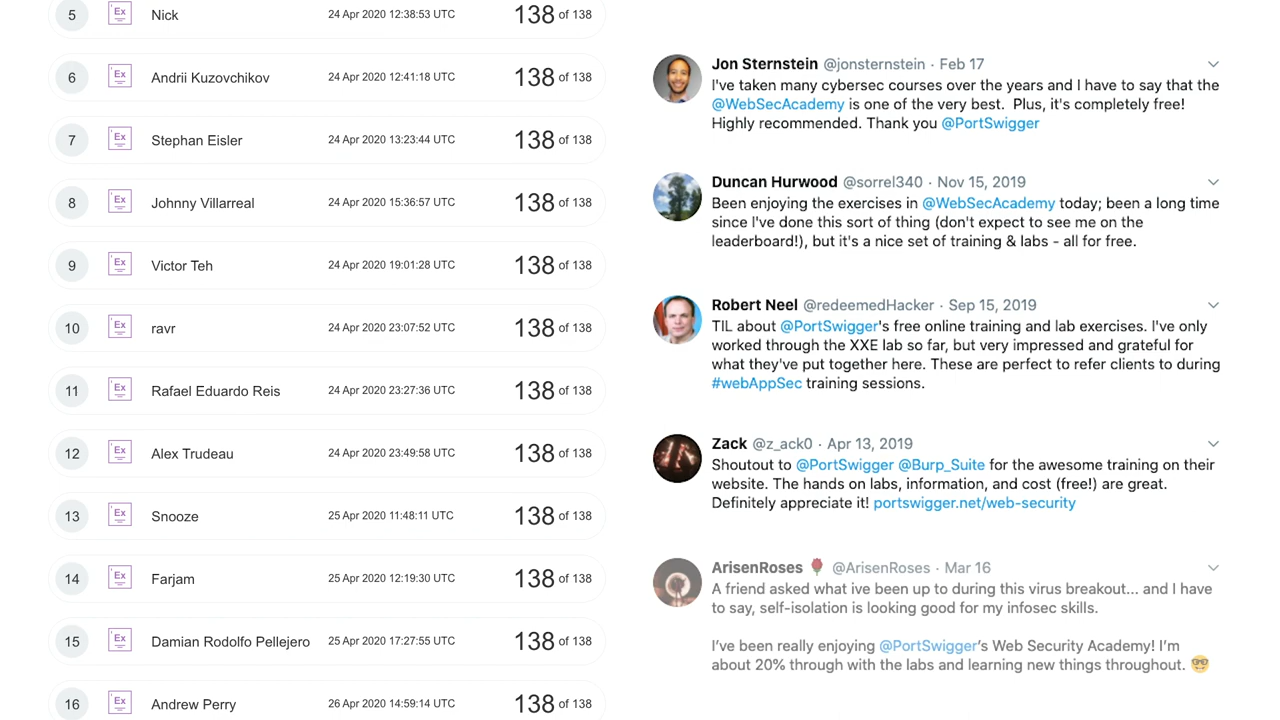 5 Ex Nick 24 Apr 2020 12:38:53 UTC 138 of 138
6 Ex Andrii Kuzovchikov 24 Apr 2020 12:41:18 UTC 138 of 138
7 Ex Stephan Eisler 24 Apr 2020 13:23:44 UTC 138 of 138
8 Ex Johnny Villarreal 24 Apr 2020 15:36:57 UTC 138 of 138
9 Ex Victor Teh 24 Apr 2020 19:01:28 UTC 138 of 138
10 Ex ravr 24 Apr 2020 23:07:52 UTC 138 of 138
11 Ex Rafael Eduardo Reis 24 Apr 2020 23:27:36 UTC 138 of 138
12 Ex Alex Trudeau 24 Apr 2020 23:49:58 UTC 138 of 138
13 Ex Snooze 25 Apr 2020 11:48:11 UTC 138 of 138
14 Ex Farjam 25 Apr 2020 12:19:30 UTC 138 of 138
15 Ex Damian Rodolfo Pellejero 25 Apr 2020 17:27:55 UTC 138 of 138
16 Ex Andrew Perry 26 Apr 2020 14:59:14 UTC 138 of 138
Jon Sternstein @jonsternstein · Feb 17
I've taken many cybersec courses over the years and I have to say that the
@WebSecAcademy is one of the very best. Plus, it's completely free!
Highly recommended. Thank you @PortSwigger
Duncan Hurwood @sorrel340 · Nov 15, 2019
Been enjoying the exercises in @WebSecAcademy today; been a long time
since I've done this sort of thing (don't expect to see me on the
leaderboard!), but it's a nice set of training & labs - all for free.
Robert Neel @redeemedHacker · Sep 15, 2019
TIL about @PortSwigger's free online training and lab exercises. I've only
worked through the XXE lab so far, but very impressed and grateful for
what they've put together here. These are perfect to refer clients to during
#webAppSec training sessions.
Zack @z_ack0 · Apr 13, 2019
Shoutout to @PortSwigger @Burp_Suite for the awesome training on their
website. The hands on labs, information, and cost (free!) are great.
Definitely appreciate it! portswigger.net/web-security
ArisenRoses 🌹 @ArisenRoses · Mar 16
A friend asked what ive been up to during this virus breakout... and I have
to say, self-isolation is looking good for my infosec skills.
I've been really enjoying @PortSwigger's Web Security Academy! I'm
about 20% through with the labs and learning new things throughout. 🤓